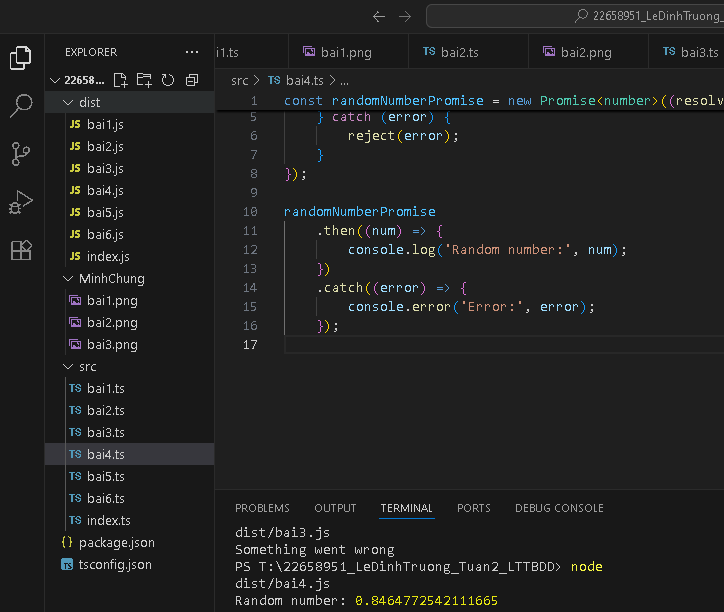 22658951_LeDinhTruong_
EXPLORER
22658...
dist
JS bai1.js
JS bai2.js
JS bai3.js
JS bai4.js
JS bai5.js
JS bai6.js
JS index.js
MinhChung
bai1.png
bai2.png
bai3.png
src
TS bai1.ts
TS bai2.ts
TS bai3.ts
TS bai4.ts
TS bai5.ts
TS bai6.ts
TS index.ts
{} package.json
TS tsconfig.json
i1.ts
bai1.png
TS bai2.ts
bai2.png
TS bai3.ts
src > TS bai4.ts > ...
1 const randomNumberPromise = new Promise<number>((resolv
5 } catch (error) {
6 reject(error);
7 }
8 });
9
10 randomNumberPromise
11 .then((num) => {
12 console.log('Random number:', num);
13 })
14 .catch((error) => {
15 console.error('Error:', error);
16 });
17
PROBLEMS OUTPUT TERMINAL PORTS DEBUG CONSOLE
dist/bai3.js
Something went wrong
PS T:\22658951_LeDinhTruong_Tuan2_LTTBDD> node
dist/bai4.js
Random number: 0.8464772542111665